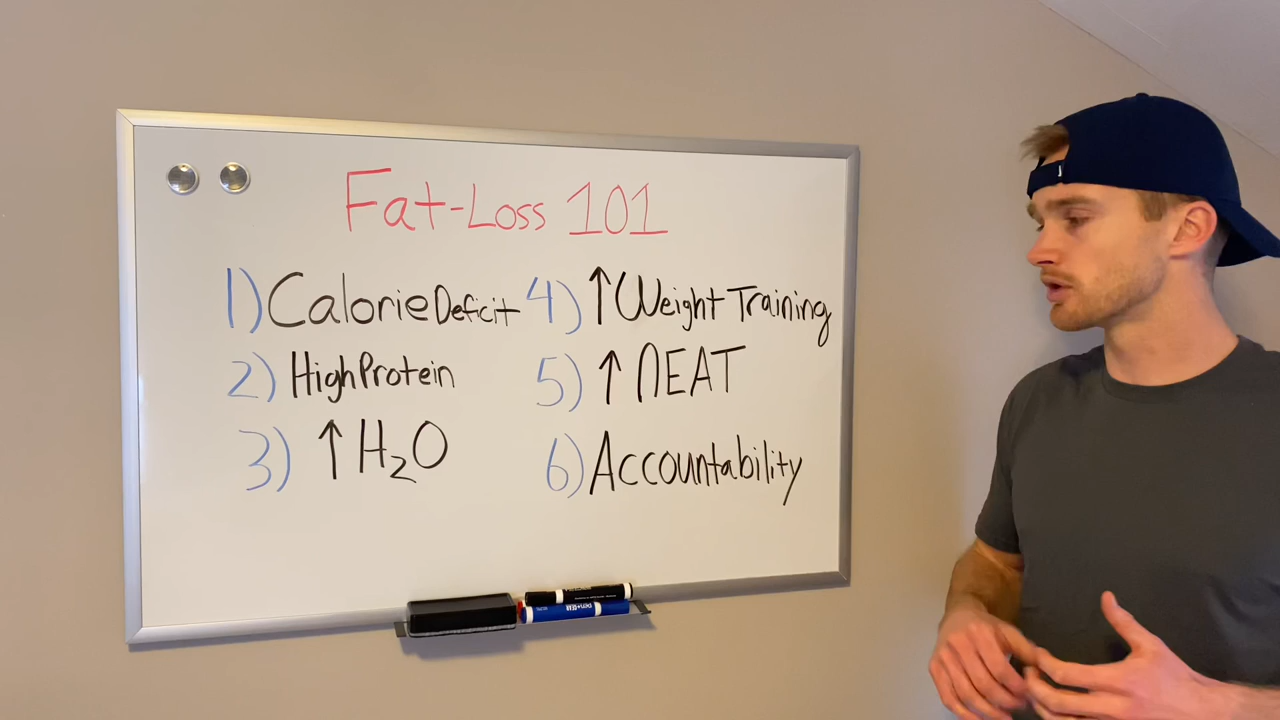 Fat-Loss 101
1) Calorie Deficit
2) High Protein
3) ↑ H₂O
4) ↑ Weight Training
5) ↑ NEAT
6) Accountability